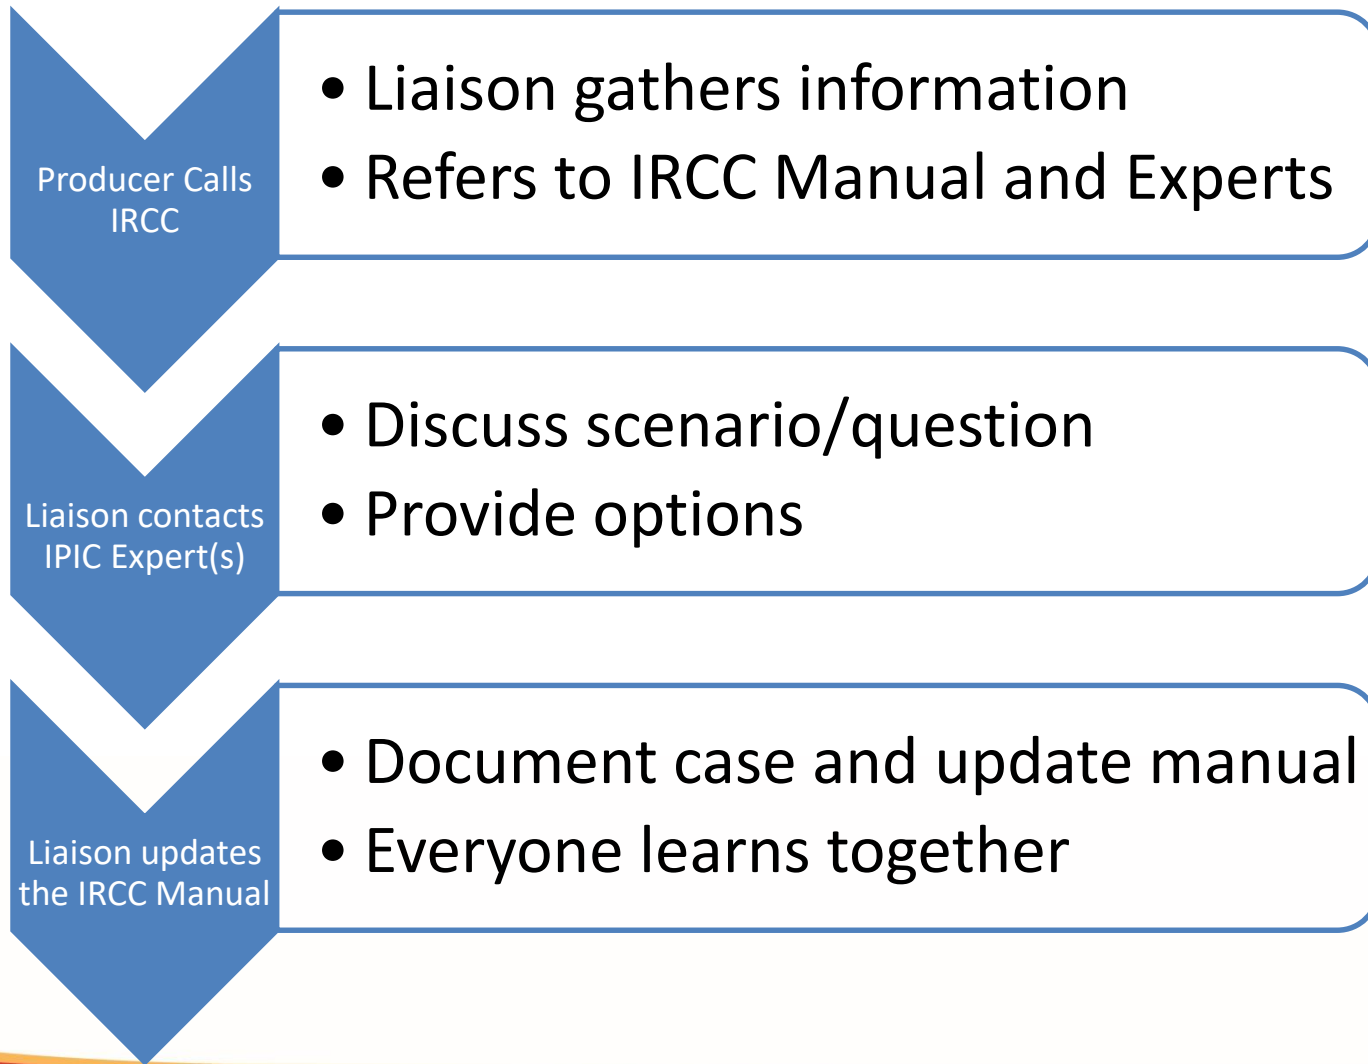 Producer Calls
IRCC
• Liaison gathers information
• Refers to IRCC Manual and Experts
Liaison contacts
IPIC Expert(s)
• Discuss scenario/question
• Provide options
Liaison updates
the IRCC Manual
• Document case and update manual
• Everyone learns together